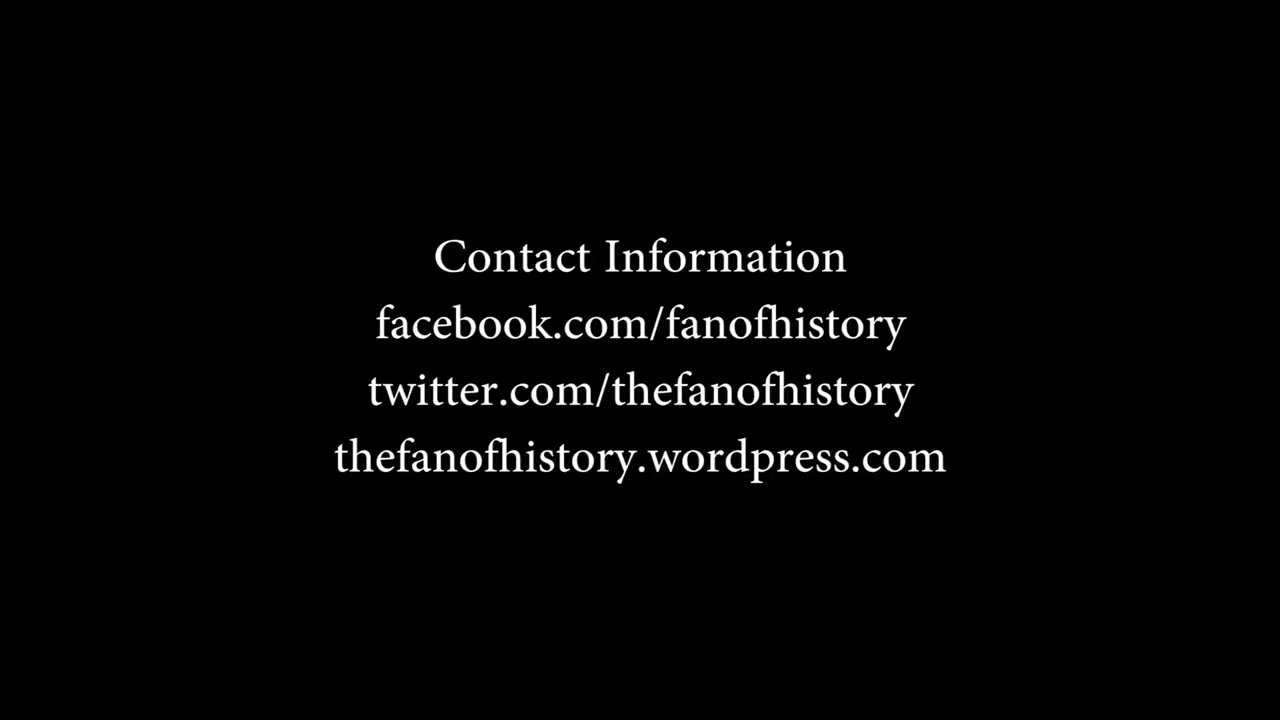 Contact Information
facebook.com/fanofhistory
twitter.com/thefanofhistory
thefanofhistory.wordpress.com